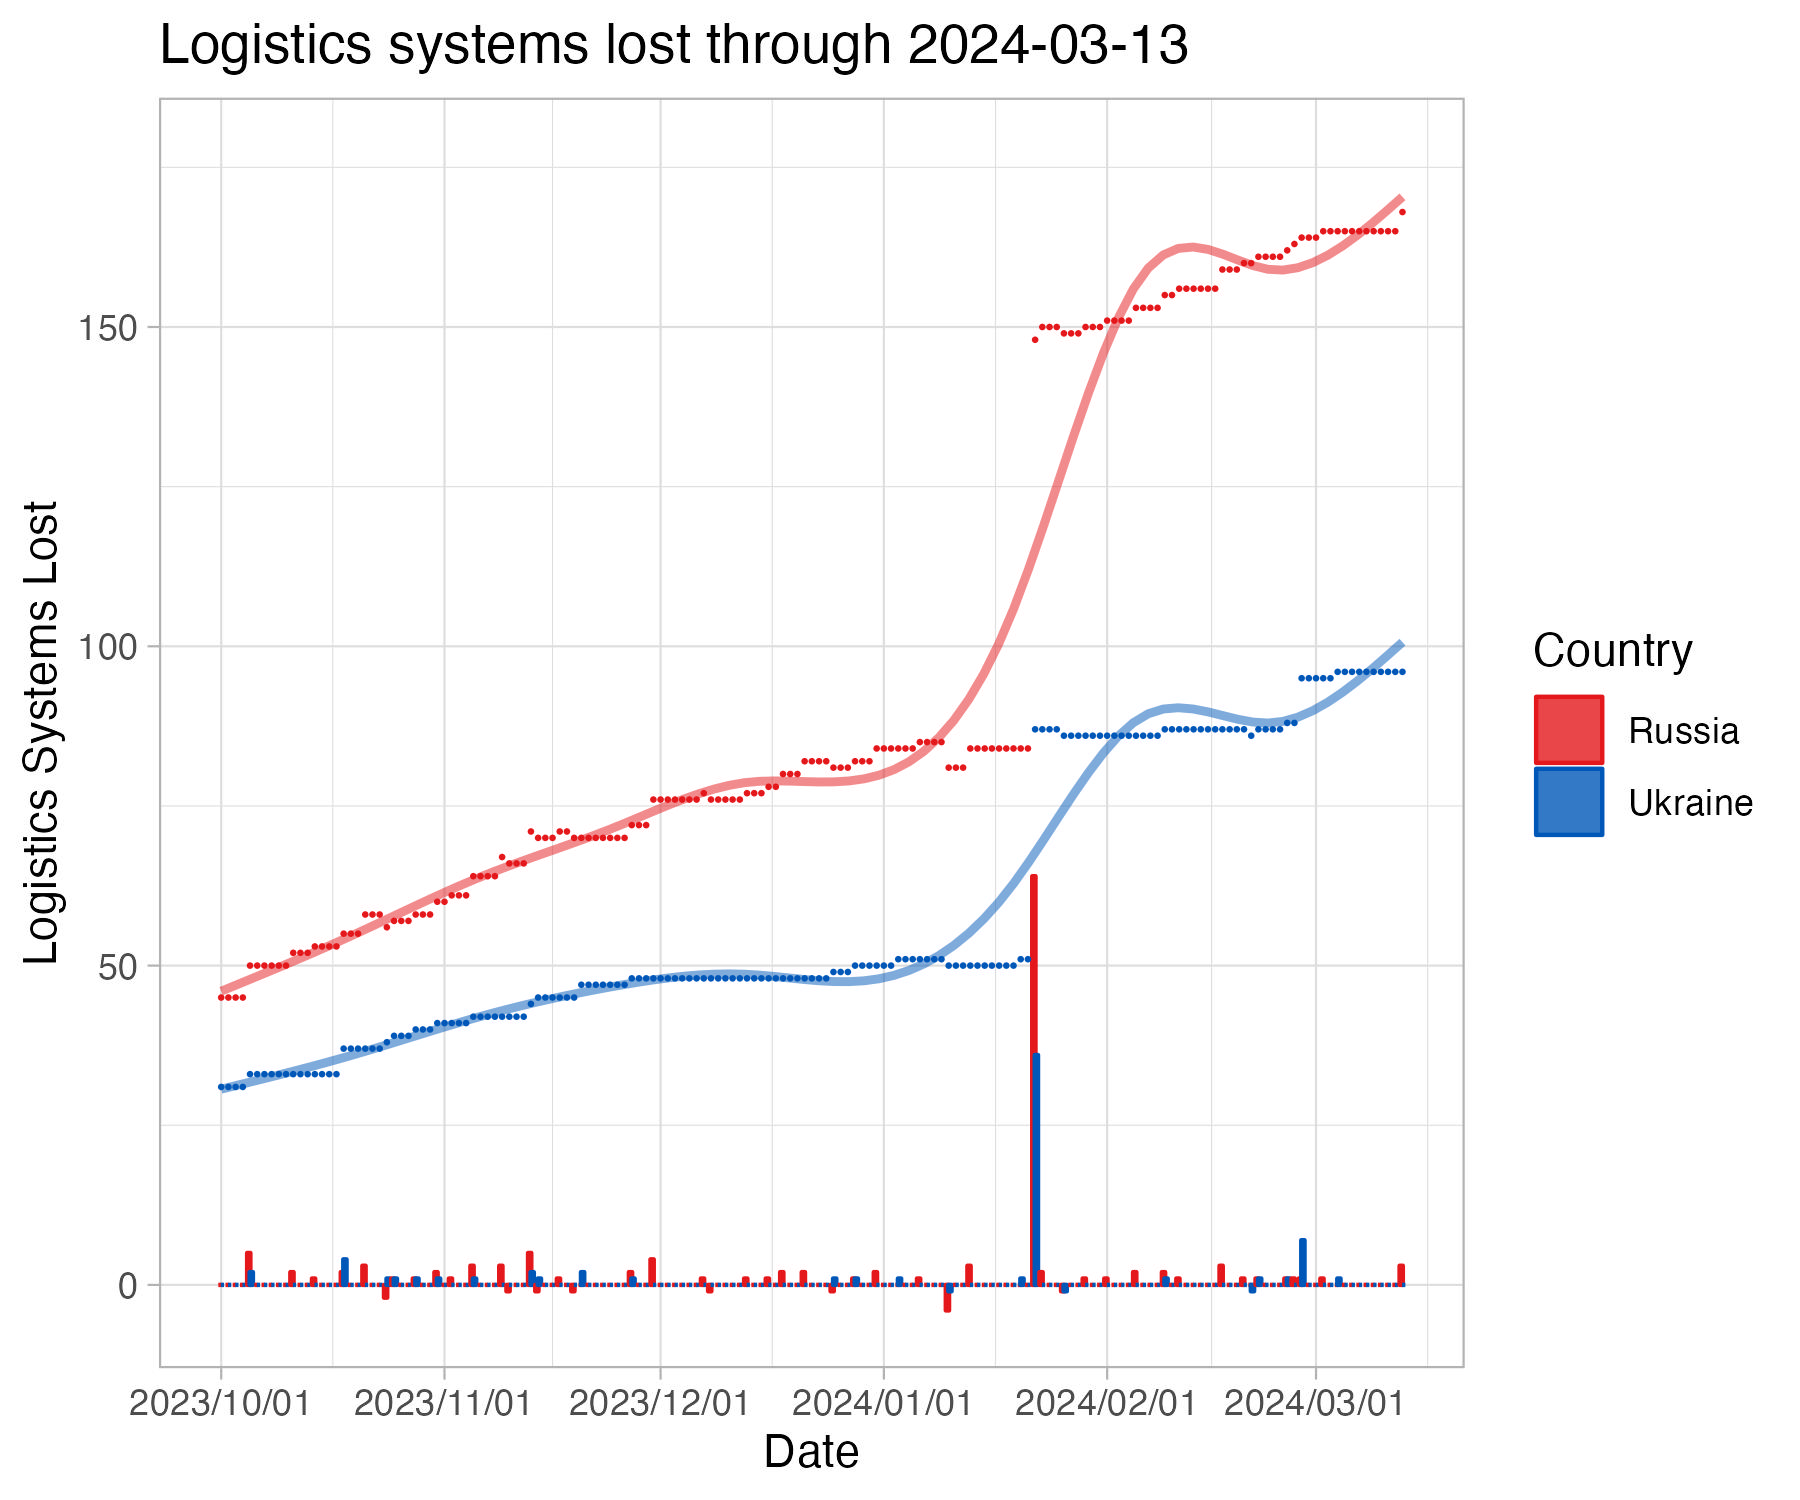 Logistics systems lost through 2024-03-13
Logistics Systems Lost
150
100
50
0
2023/10/01
2023/11/01
2023/12/01
2024/01/01
2024/02/01
2024/03/01
Date
Country
Russia
Ukraine